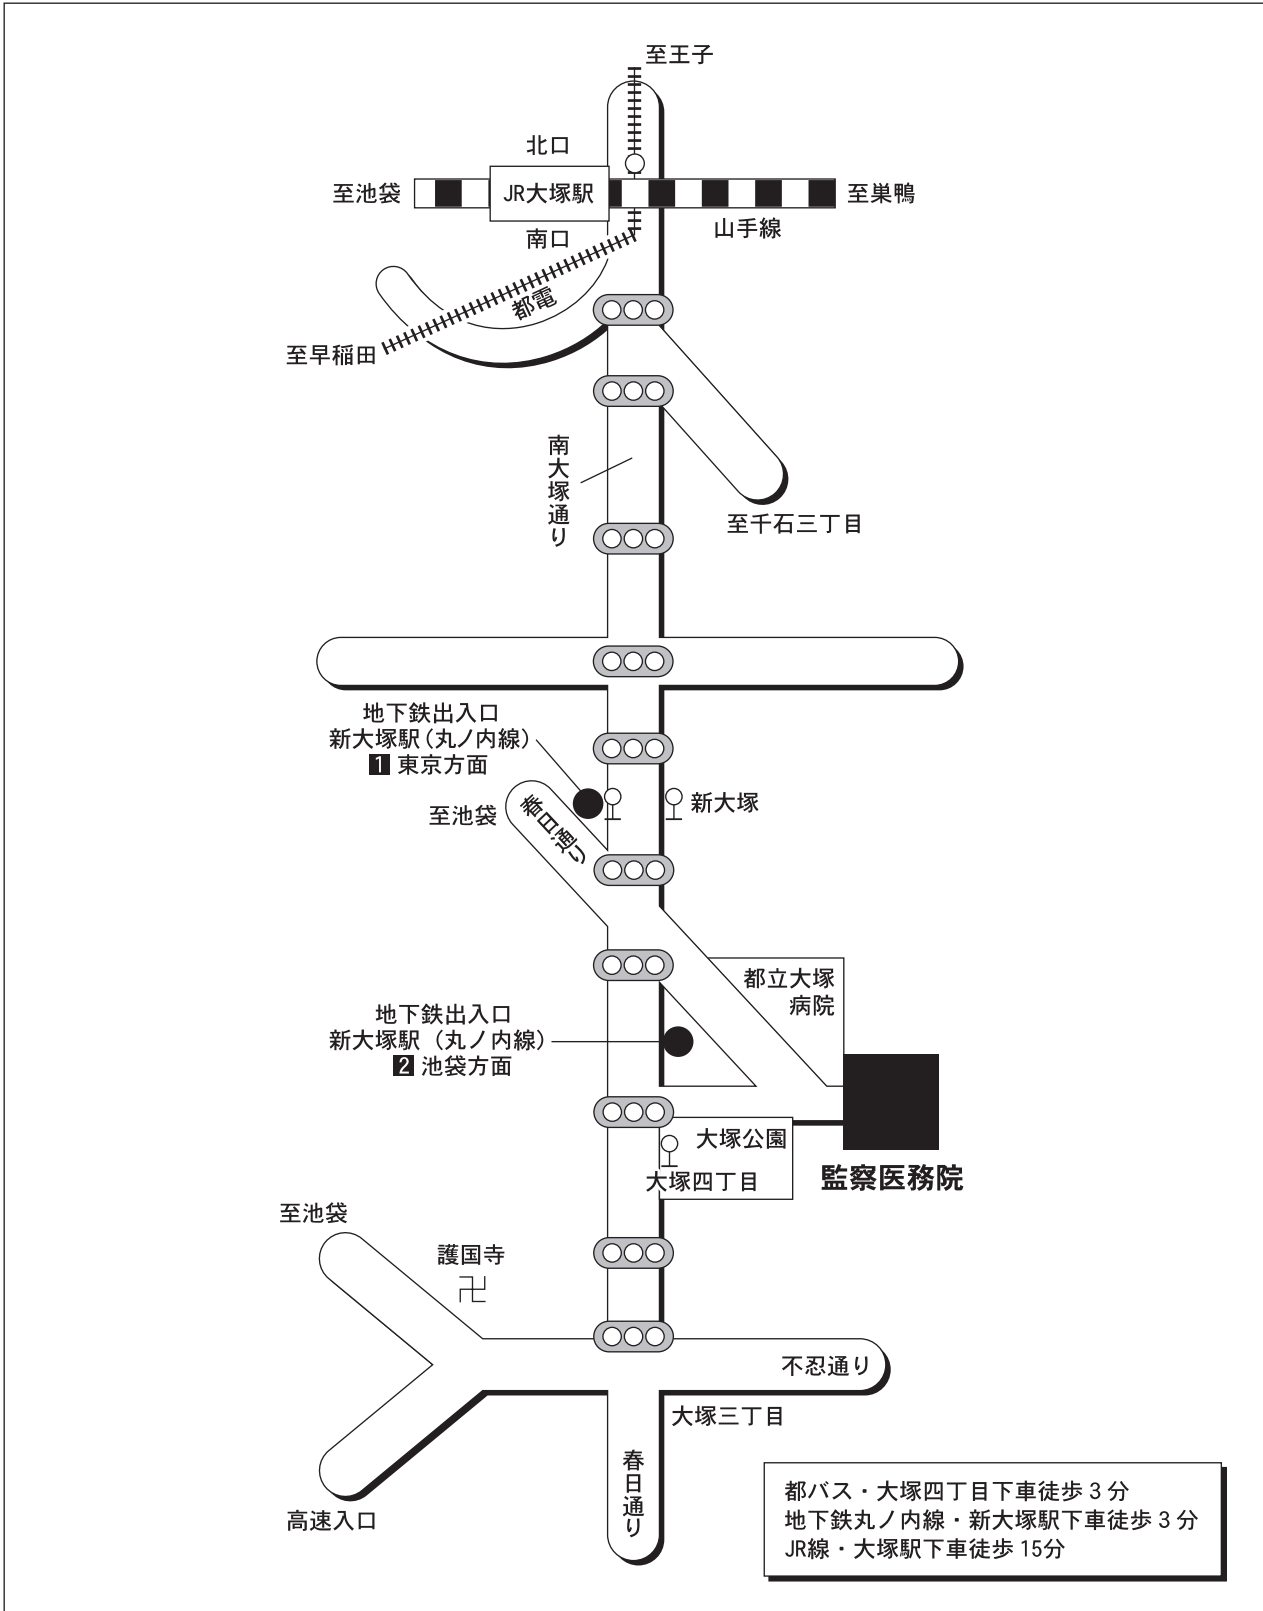 至王子
北口
至池袋
JR大塚駅
至巣鴨
南口
山手線
都電
至早稲田
南大塚通り
至千石三丁目
地下鉄出入口
新大塚駅(丸ノ内線)
1 東京方面
新大塚
至池袋
春日通り
都立大塚
病院
地下鉄出入口
新大塚駅(丸ノ内線)
2 池袋方面
大塚公園
大塚四丁目
監察医務院
至池袋
護国寺
卍
不忍通り
大塚三丁目
春日通り
高速入口
都バス・大塚四丁目下車徒歩3分
地下鉄丸ノ内線・新大塚駅下車徒歩3分
JR線・大塚駅下車徒歩15分